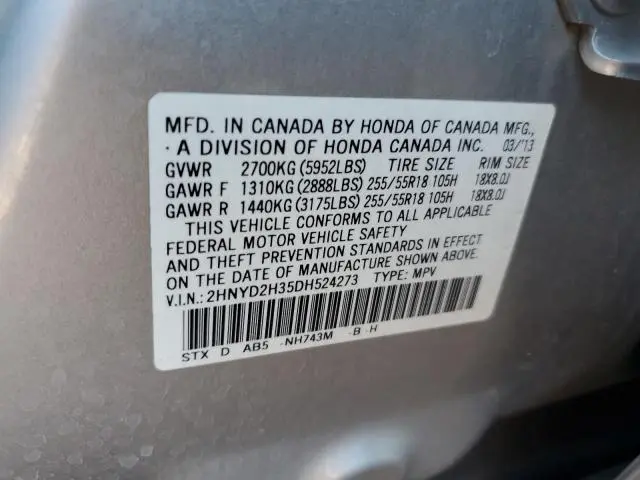 MFD. IN CANADA BY HONDA OF CANADA MFG.,
· A DIVISION OF HONDA CANADA INC. 03/'13
GVWR 2700KG (5952LBS) TIRE SIZE RIM SIZE
GAWR F 1310KG (2888LBS) 255/55R18 105H 18X8.0J
GAWR R 1440KG (3175LBS) 255/55R18 105H 18X8.0J
THIS VEHICLE CONFORMS TO ALL APPLICABLE
FEDERAL MOTOR VEHICLE SAFETY
AND THEFT PREVENTION STANDARDS IN EFFECT
ON THE DATE OF MANUFACTURE SHOWN ABOVE.
V.I.N.: 2HNYD2H35DH524273 TYPE: MPV
STX D AB5 -NH743M -B -H